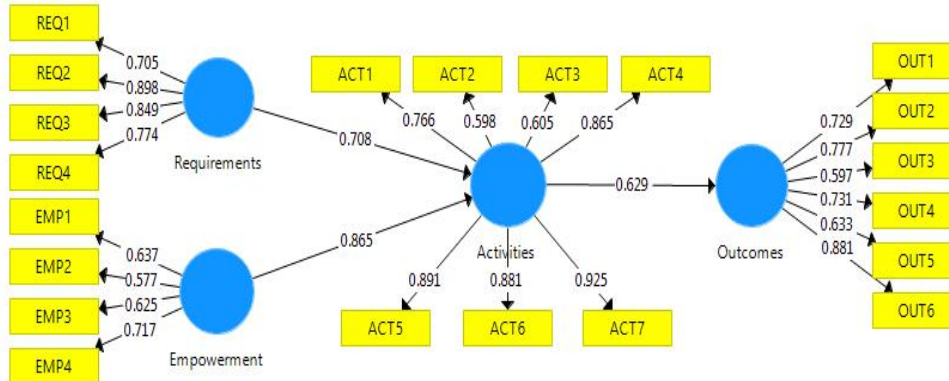 REQ1
REQ2
REQ3
REQ4
0.705
0.898
0.849
0.774
Requirements
0.708
EMP1
EMP2
EMP3
EMP4
0.637
0.577
0.625
0.717
Empowerment
0.865
ACT1
ACT2
ACT3
ACT4
0.766
0.598
0.605
0.865
Activities
0.891
0.881
0.925
ACT5
ACT6
ACT7
0.629
Outcomes
0.729
0.777
0.597
0.731
0.633
0.881
OUT1
OUT2
OUT3
OUT4
OUT5
OUT6